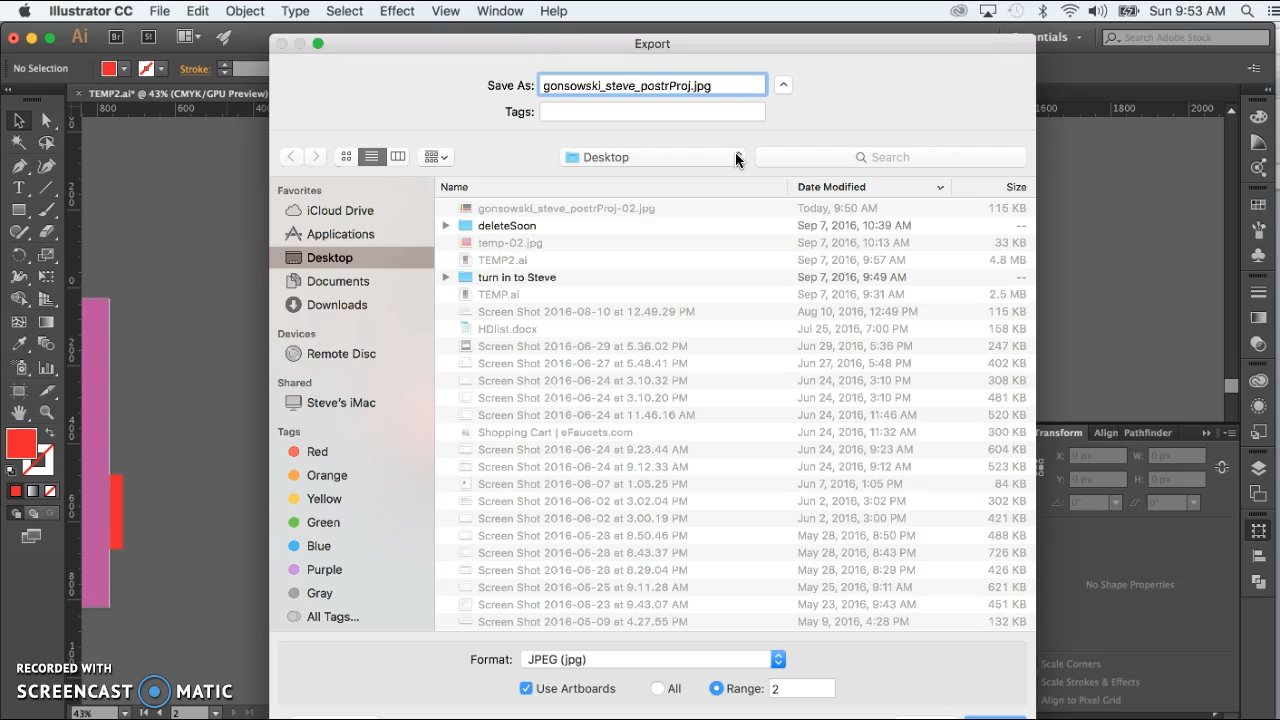 Illustrator CC File Edit Object Type Select Effect View Window Help Sun 9:53 AM
Ai Br St Export entials Search Adobe Stock
No Selection Stroke:
Save As: gonsowski_steve_postrProj.jpg
TEMP2.ai* @ 43% (CMYK/GPU Preview)
Tags:
800 600 1600 1800 2000
Desktop Search
Favorites Name Date Modified Size
iCloud Drive gonsowski_steve_postrProj-02.jpg Today, 9:50 AM 115 KB
Applications deleteSoon Sep 7, 2016, 10:39 AM --
temp-02.jpg Sep 7, 2016, 10:13 AM 33 KB
Desktop TEMP2.ai Sep 7, 2016, 9:57 AM 4.8 MB
Documents turn in to Steve Sep 7, 2016, 9:49 AM --
Downloads TEMP.ai Sep 7, 2016, 9:31 AM 2.5 MB
Screen Shot 2016-08-10 at 12.49.29 PM Aug 10, 2016, 12:49 PM 1 KB
Devices HDlist.docx Jul 25, 2016, 7:00 PM 158 KB
Remote Disc Screen Shot 2016-06-29 at 5.36.02 PM Jun 29, 2016, 5:36 PM 247 KB
Screen Shot 2016-06-27 at 5.48.41 PM Jun 27, 2016, 5:48 PM 402 KB
Shared Screen Shot 2016-06-24 at 3.10.32 PM Jun 24, 2016, 3:10 PM 308 KB
Steve's iMac Screen Shot 2016-06-24 at 3.10.20 PM Jun 24, 2016, 3:10 PM 481 KB
Screen Shot 2016-06-24 at 11.46.16 AM Jun 24, 2016, 11:46 AM 520 KB
Tags Shopping Cart | eFaucets.com Jun 24, 2016, 11:32 AM 300 KB
Transform Align Pathfinder
Red Screen Shot 2016-06-24 at 9.23.44 AM Jun 24, 2016, 9:23 AM 604 KB
X: 0 px W: 0 px
Orange Screen Shot 2016-06-24 at 9.12.33 AM Jun 24, 2016, 9:12 AM 523 KB
Y: 0 px H: 0 px
Screen Shot 2016-06-07 at 1.05.25 PM Jun 7, 2016, 1:05 PM 84 KB
Yellow Screen Shot 2016-06-02 at 3.02.04 PM Jun 2, 2016, 3:02 PM 302 KB
0° 0°
Green Screen Shot 2016-06-02 at 3.00.19 PM Jun 2, 2016, 3:00 PM 421 KB
Screen Shot 2016-05-28 at 8.50.46 PM May 28, 2016, 8:50 PM 488 KB
Blue Screen Shot 2016-05-28 at 8.43.37 PM May 28, 2016, 8:43 PM 726 KB
Purple Screen Shot 2016-05-28 at 8.29.04 PM May 28, 2016, 8:29 PM 426 KB
No Shape Properties
Gray Screen Shot 2016-05-25 at 9.11.28 AM May 25, 2016, 9:11 AM 621 KB
Screen Shot 2016-05-23 at 9.43.07 AM May 23, 2016, 9:43 AM 451 KB
All Tags... Screen Shot 2016-05-09 at 4.27.55 PM May 9, 2016, 4:28 PM 132 KB
Format: JPEG (jpg)
Scale Corners
RECORDED WITH
Scale Strokes & Effects
Use Artboards All Range: 2
SCREENCAST MATIC
Align to Pixel Grid
43% 2